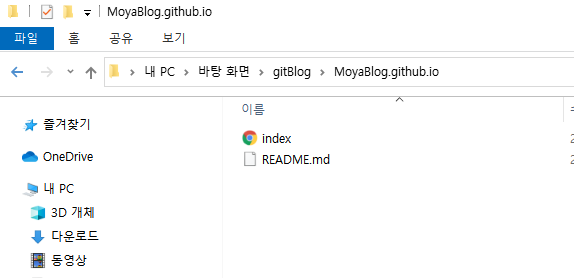 MoyaBlog.github.io
파일 홈 공유 보기
내 PC 바탕 화면 gitBlog MoyaBlog.github.io
이름
즐겨찾기
index
README.md
OneDrive
내 PC
3D 개체
다운로드
동영상